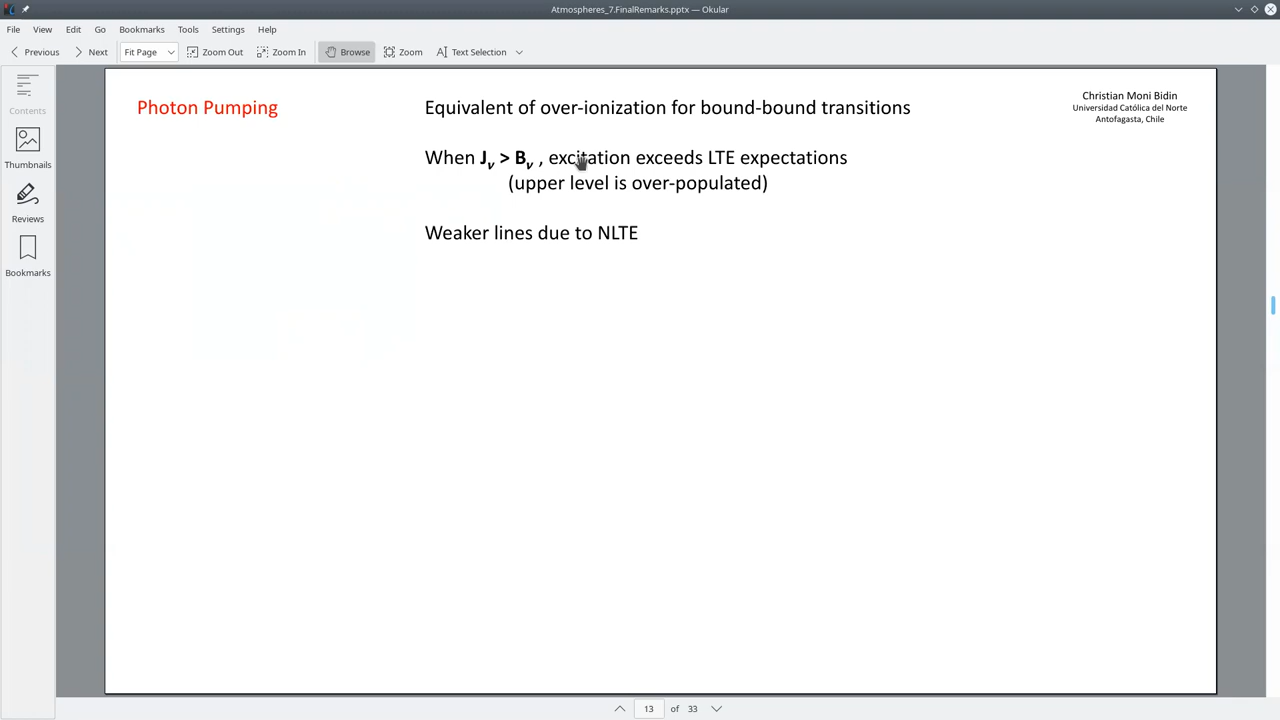 Atmospheres_7.FinalRemarks.pptx — Okular
File View Edit Go Bookmarks Tools Settings Help
Previous Next Fit Page Zoom Out Zoom In Browse Zoom Text Selection
Contents
Thumbnails
Reviews
Bookmarks
Photon Pumping
Equivalent of over-ionization for bound-bound transitions
Christian Moni Bidin
Universidad Católica del Norte
Antofagasta, Chile
When Jν > Bν , excitation exceeds LTE expectations
(upper level is over-populated)
Weaker lines due to NLTE
13 of 33